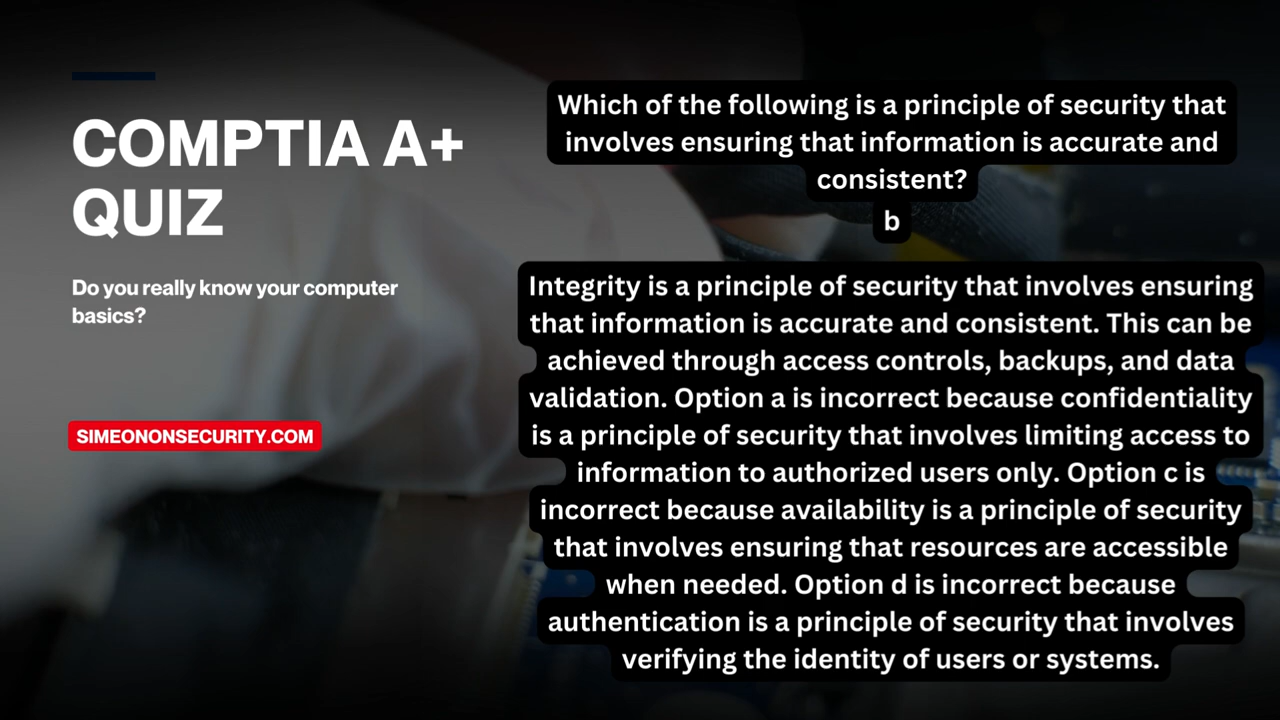 COMPTIA A+
QUIZ
Do you really know your computer
basics?
SIMEONONSECURITY.COM
Which of the following is a principle of security that
involves ensuring that information is accurate and
consistent?
b
Integrity is a principle of security that involves ensuring
that information is accurate and consistent. This can be
achieved through access controls, backups, and data
validation. Option a is incorrect because confidentiality
is a principle of security that involves limiting access to
information to authorized users only. Option c is
incorrect because availability is a principle of security
that involves ensuring that resources are accessible
when needed. Option d is incorrect because
authentication is a principle of security that involves
verifying the identity of users or systems.